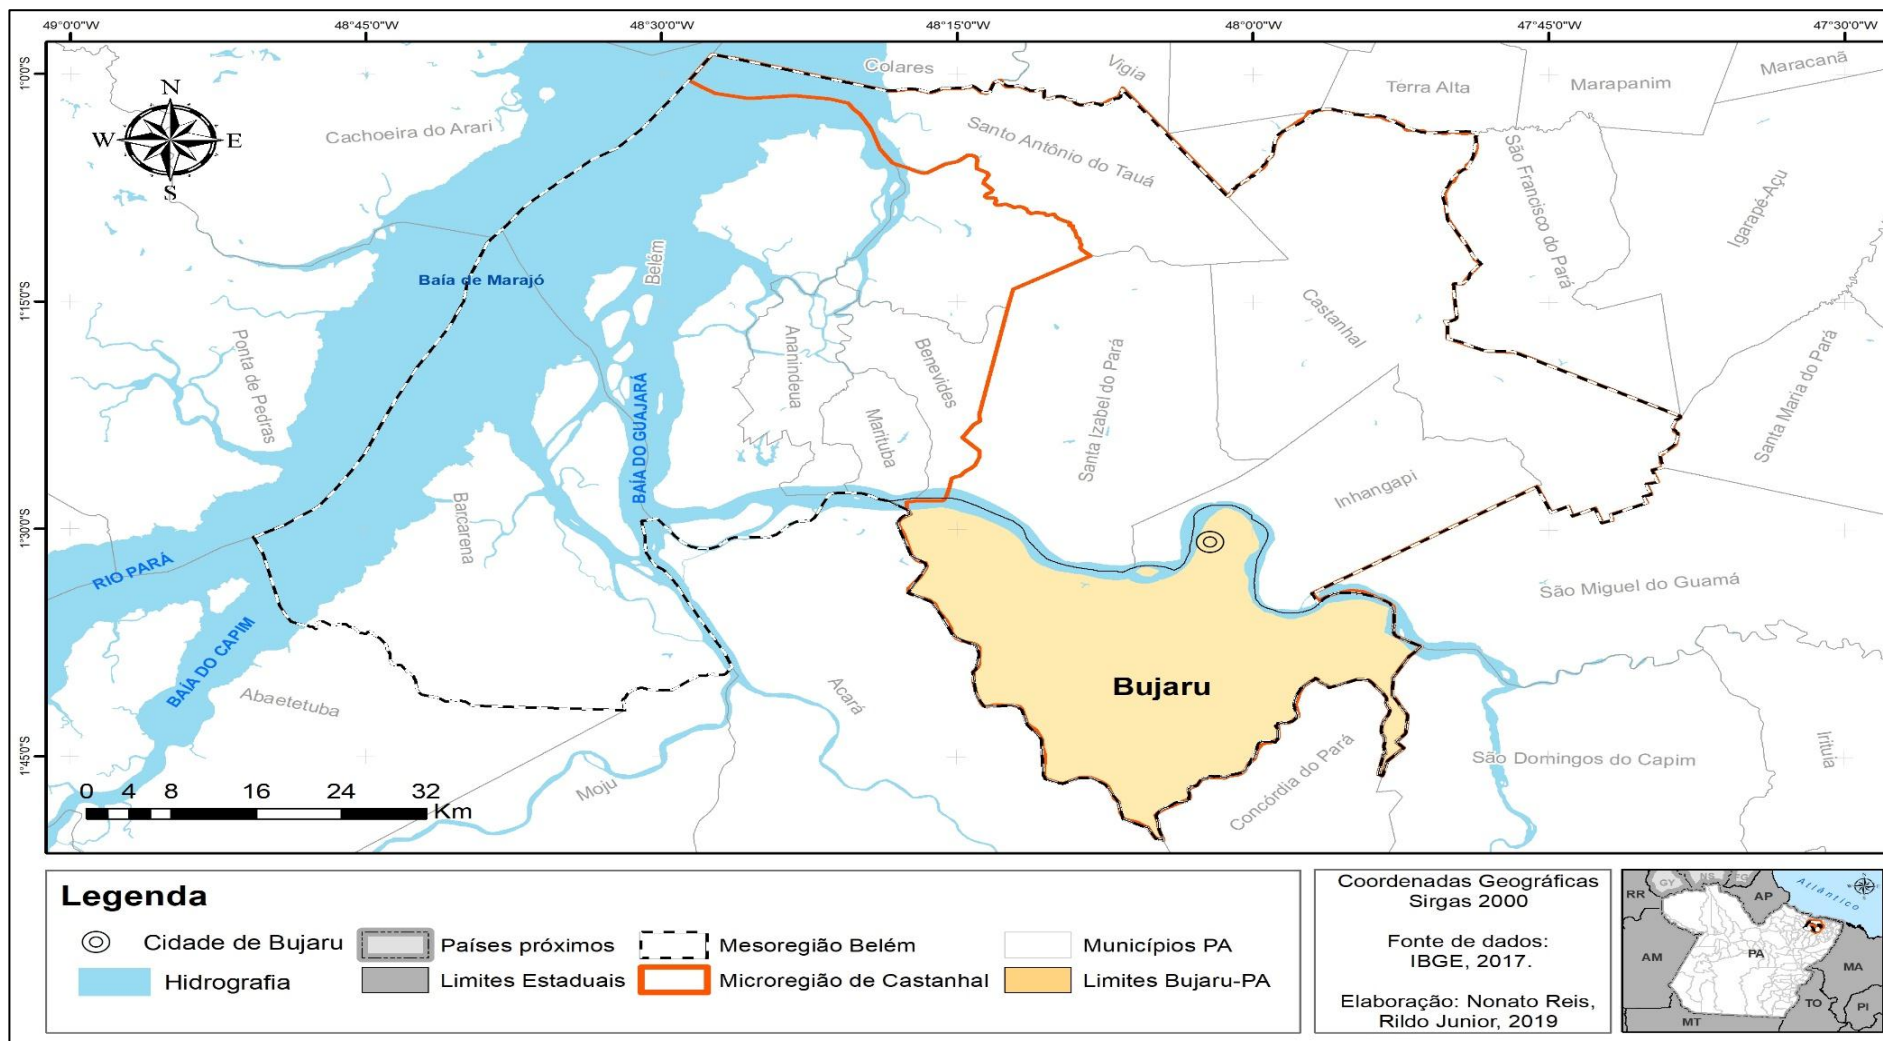 49°0'0"W 48°45'0"W 48°30'0"W 48°15'0"W 48°0'0"W 47°45'0"W 47°30'0"W
1°0'0"S
1°15'0"S
1°30'0"S
1°45'0"S
N
W E
S
Colares
Vigia
Terra Alta
Marapanim
Maracanã
Cachoeira do Arari
Santo Antônio do Tauá
São Francisco do Pará
Igarapé-Açu
Belém
Baía de Marajó
Castanhal
Ponta de Pedras
Ananindeua
Benevides
Santa Izabel do Pará
Santa Maria do Pará
BAÍA DO GUAJARÁ
Marituba
Barcarena
Inhangapi
RIO PARÁ
São Miguel do Guamá
BAÍA DO CAPIM
Abaetetuba
Acará
Bujaru
Moju
Concórdia do Pará
São Domingos do Capim
Irituia
0 4 8 16 24 32
Km
Legenda
Cidade de Bujaru
Países próximos
Mesoregião Belém
Municípios PA
Hidrografia
Limites Estaduais
Microregião de Castanhal
Limites Bujaru-PA
Coordenadas Geográficas
Sirgas 2000
Fonte de dados:
IBGE, 2017.
Elaboração: Nonato Reis,
Rildo Junior, 2019
RR
GY
NS
FG
AP
Atlântico
AM
PA
MA
TO
PI
MT